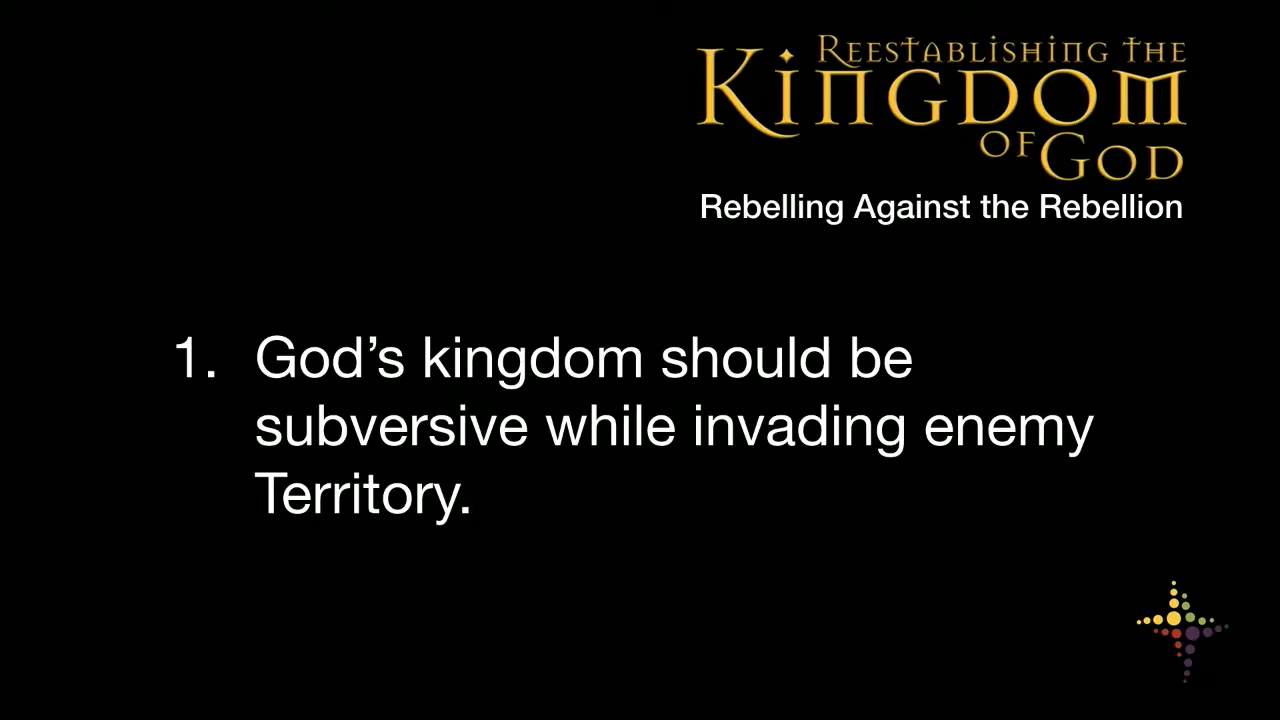 Reestablishing the
Kingdom
of God
Rebelling Against the Rebellion
1. God’s kingdom should be
subversive while invading enemy
Territory.